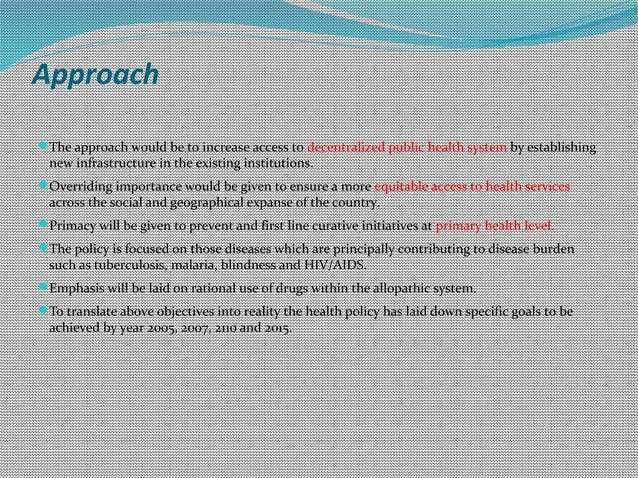 Approach
The approach would be to increase access to decentralized public health system by establishing
new infrastructure in the existing institutions.
Overriding importance would be given to ensure a more equitable access to health services
across the social and geographical expanse of the country.
Primacy will be given to prevent and first line curative initiatives at primary health level.
The policy is focused on those diseases which are principally contributing to disease burden
such as tuberculosis, malaria, blindness and HIV/AIDS.
Emphasis will be laid on rational use of drugs within the allopathic system.
To translate above objectives into reality the health policy has laid down specific goals to be
achieved by year 2005, 2007, 2110 and 2015.